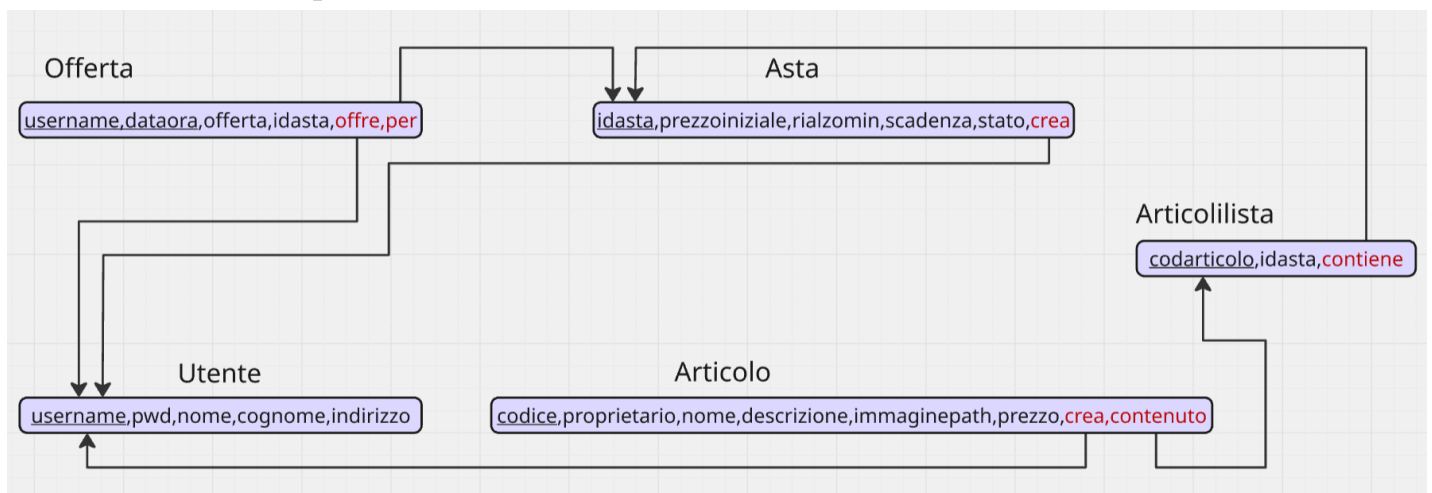 Offerta
Asta
username,dataora,offerta,idasta,offre,per
idasta,prezzoiniziale,rialzomin,scadenza,stato,crea
Articolilista
codarticolo,idasta,contiene
Utente
Articolo
username,pwd,nome,cognome,indirizzo
codice,proprietario,nome,descrizione,immaginepath,prezzo,crea,contenuto